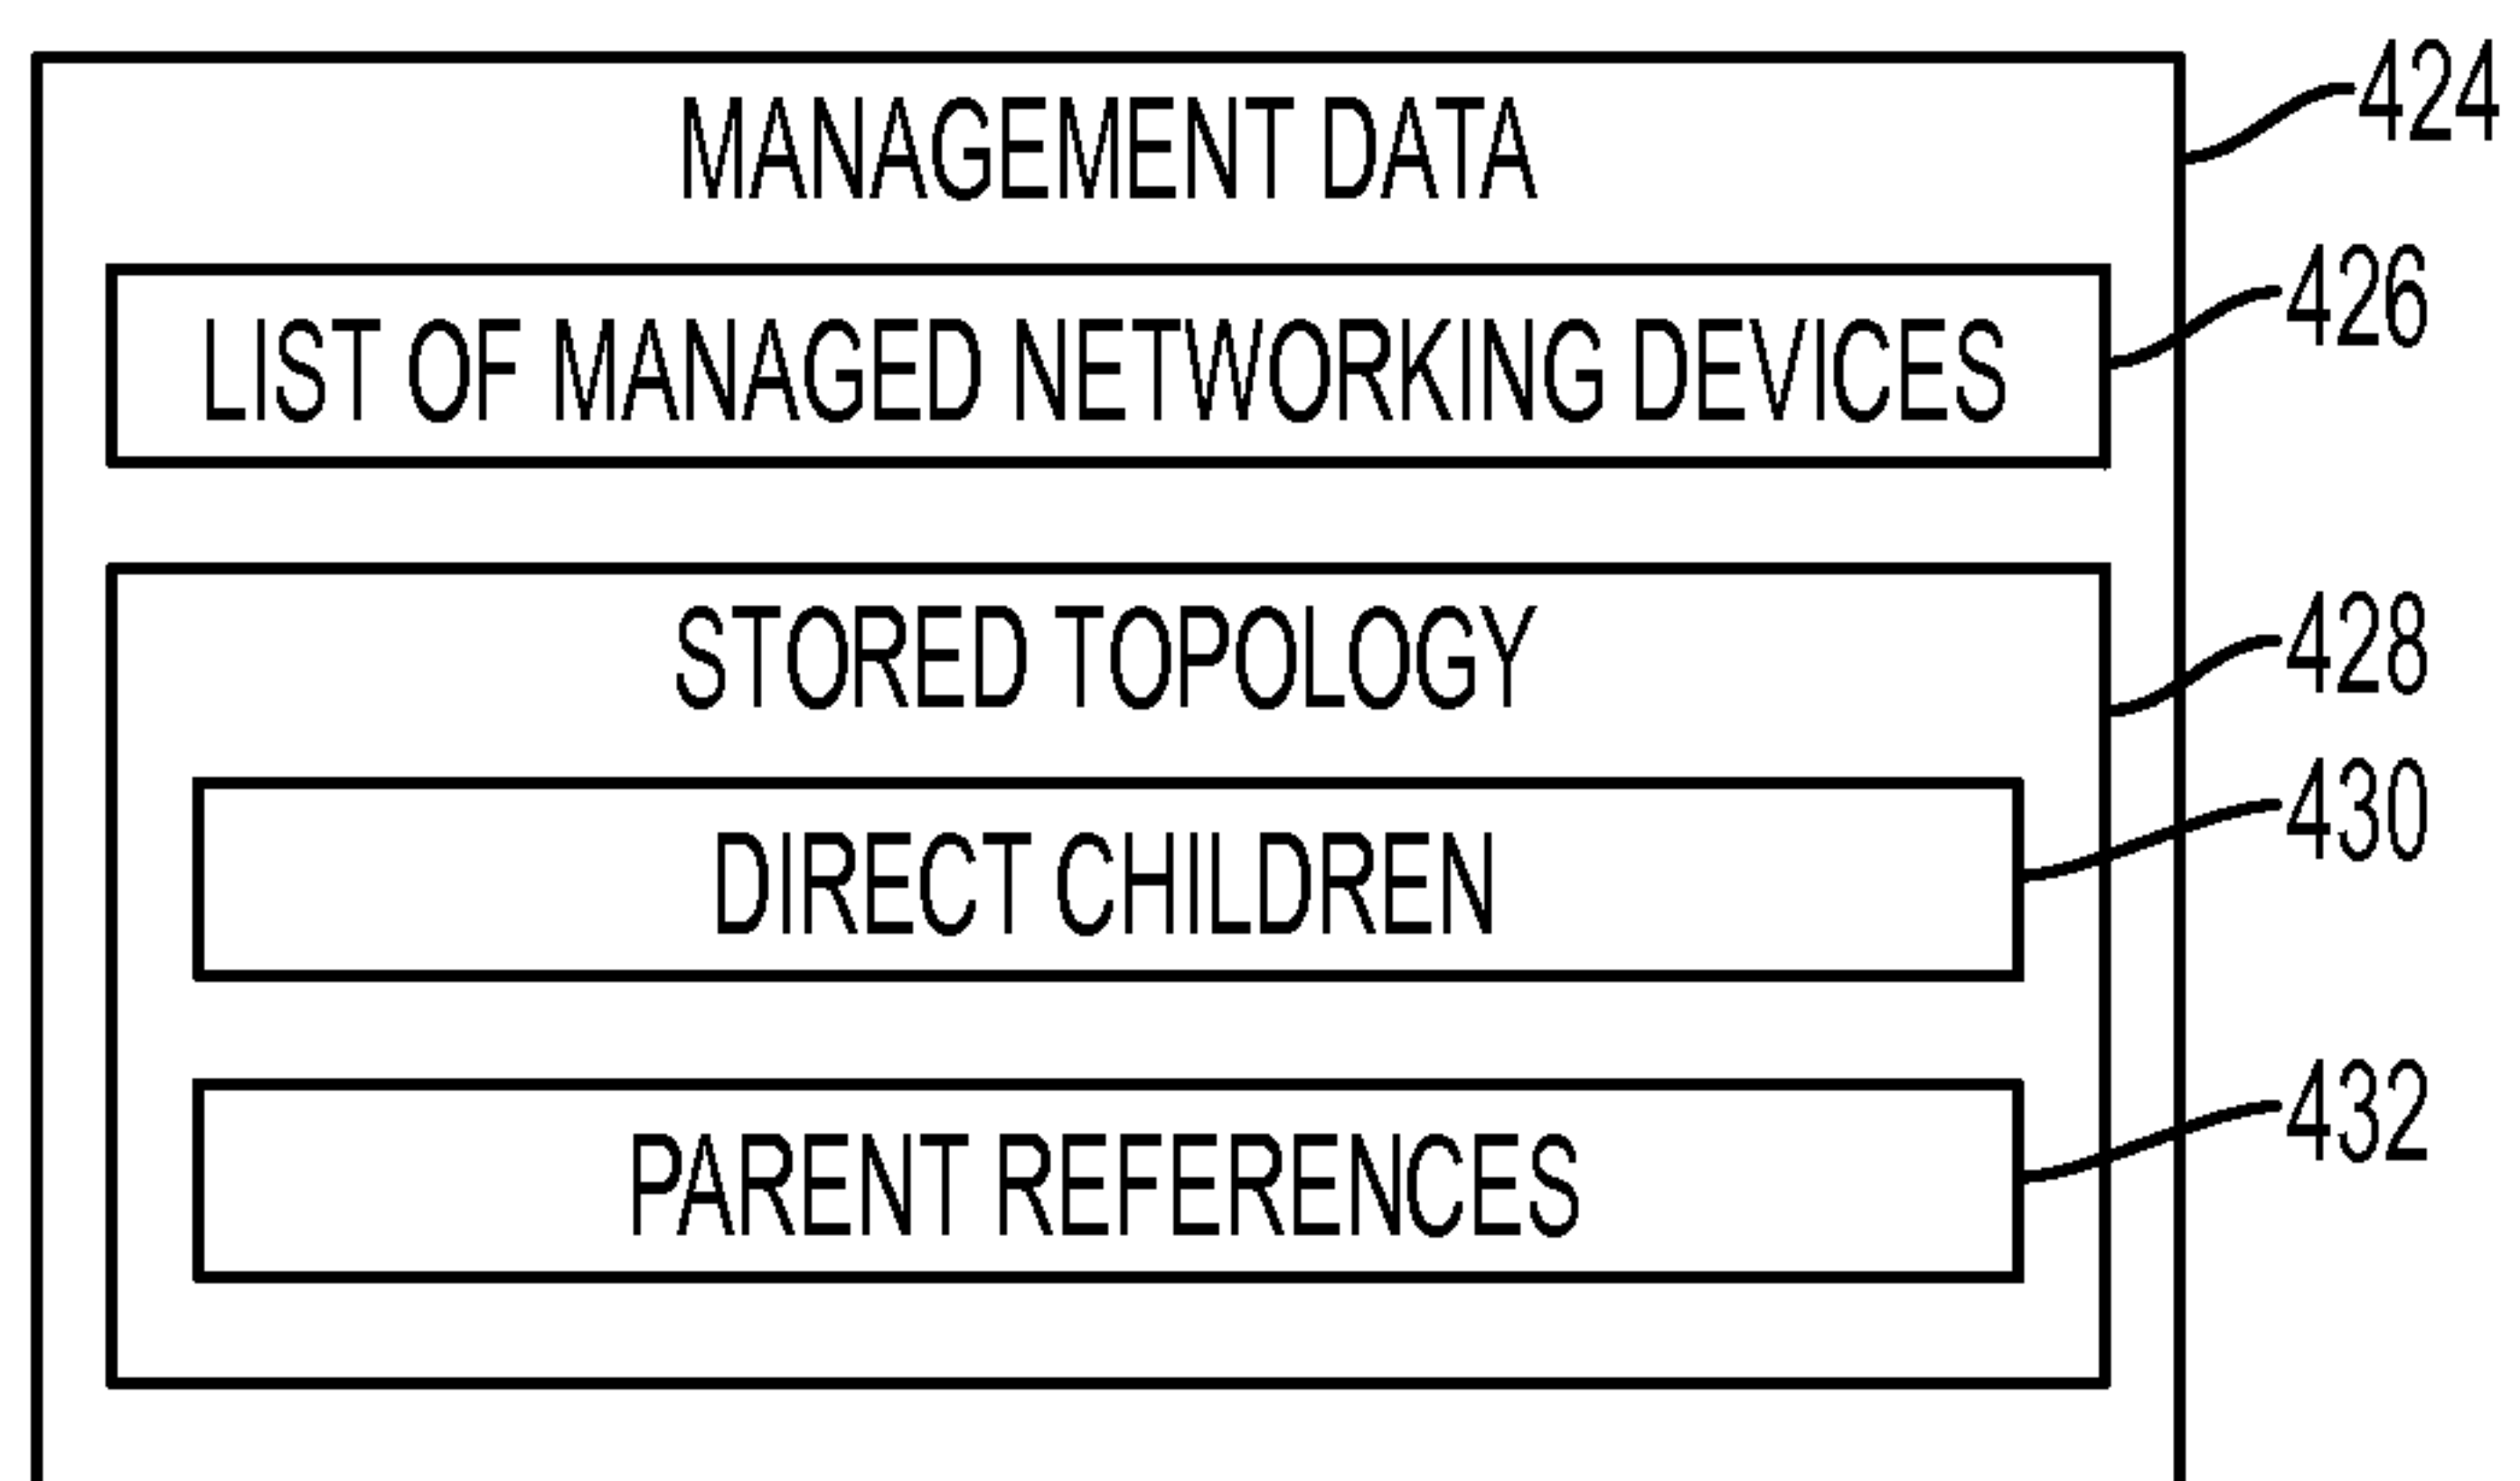 MANAGEMENT DATA
424
LIST OF MANAGED NETWORKING DEVICES
426
STORED TOPOLOGY
428
DIRECT CHILDREN
430
PARENT REFERENCES
432